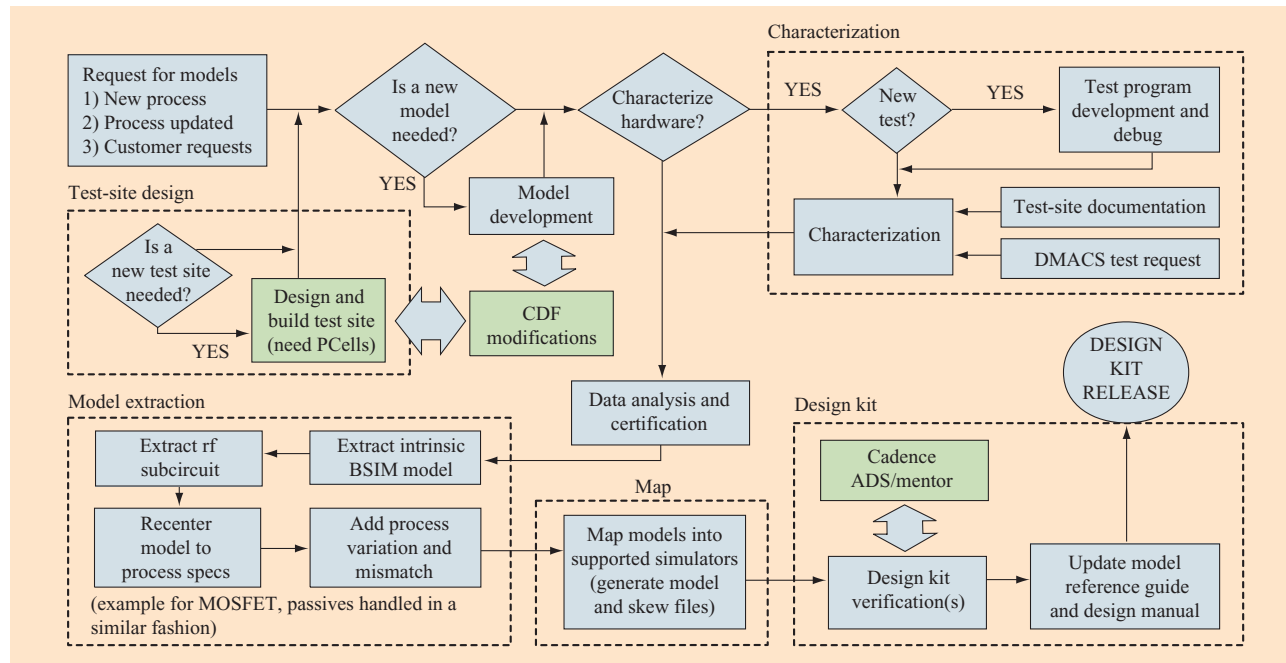 Characterization
Request for models
1) New process
2) Process updated
3) Customer requests
Is a new
model
needed?
Characterize
hardware?
YES
New
test?
YES
Test program
development and
debug
YES
Model
development
Test-site design
Is a
new test site
needed?
YES
Design and
build test site
(need PCells)
CDF
modifications
Characterization
Test-site documentation
DMACS test request
DESIGN
KIT
RELEASE
Data analysis and
certification
Model extraction
Extract rf
subcircuit
Extract intrinsic
BSIM model
Recenter
model to
process specs
Add process
variation and
mismatch
(example for MOSFET, passives handled in a
similar fashion)
Map
Map models into
supported simulators
(generate model
and skew files)
Design kit
Cadence
ADS/mentor
Design kit
verification(s)
Update model
reference guide
and design manual